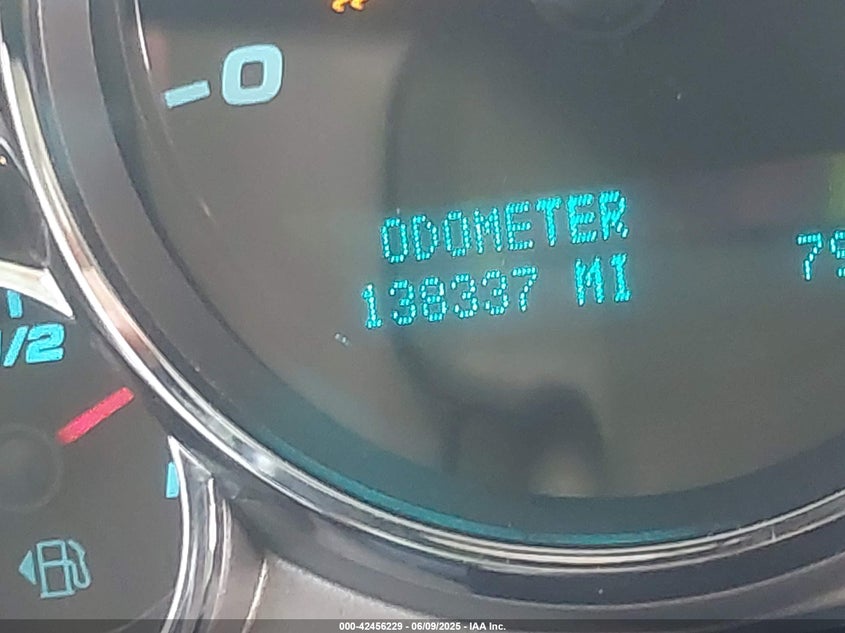 0
ODOMETER
138337 MI
1/2
000-42456229 - 06/09/2025 - IAA Inc.